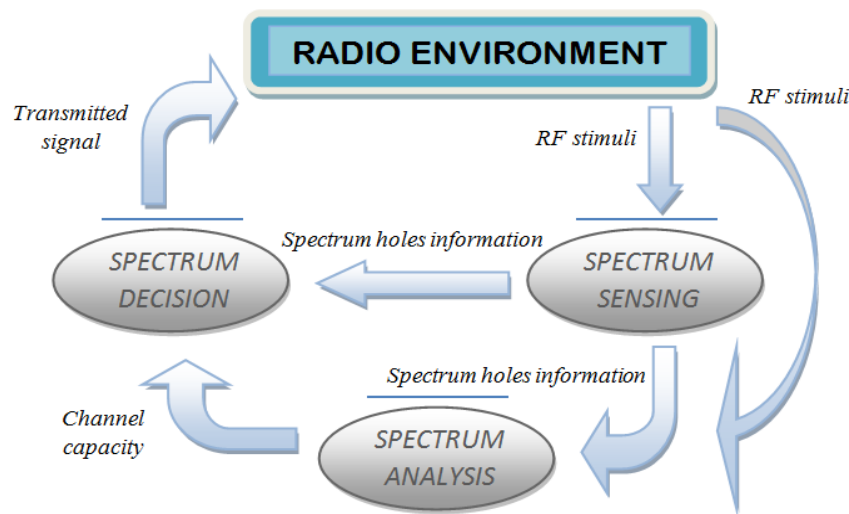 RADIO ENVIRONMENT
Transmitted
signal
RF stimuli
RF stimuli
SPECTRUM
DECISION
Spectrum holes information
SPECTRUM
SENSING
Spectrum holes information
Channel
capacity
SPECTRUM
ANALYSIS